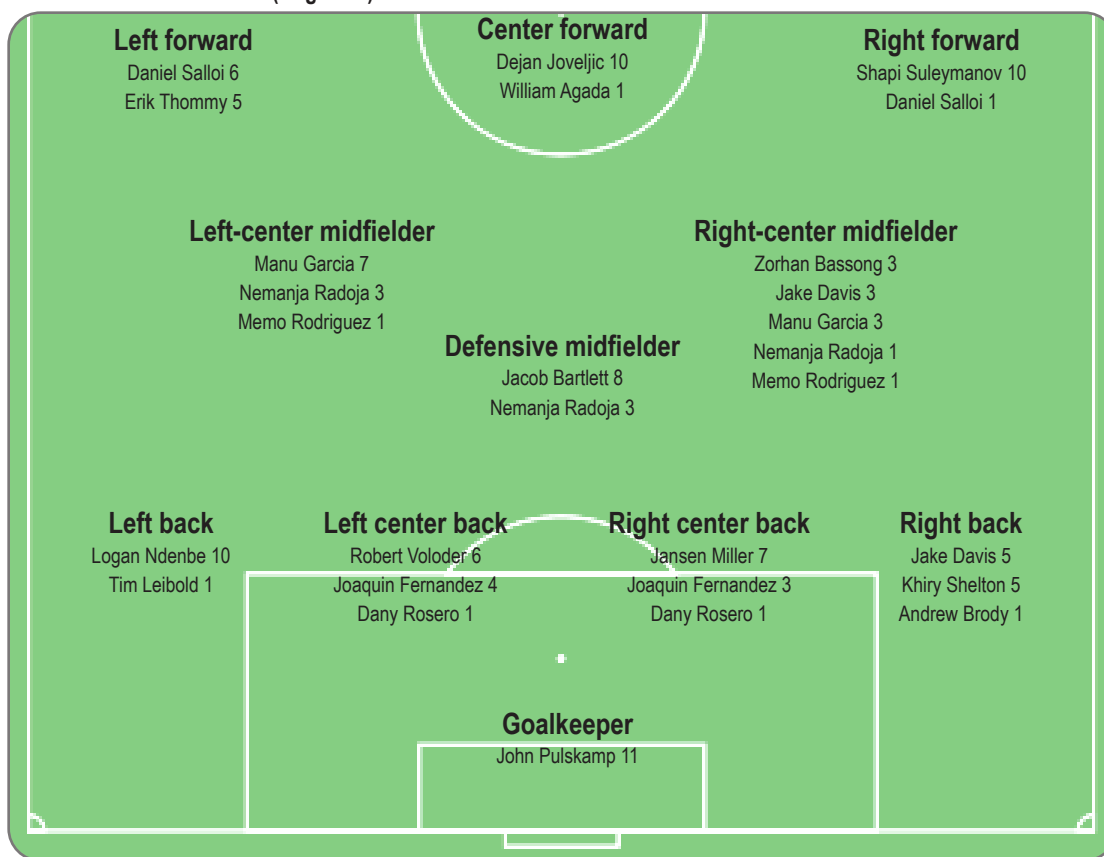 Left forward
Daniel Salloi 6
Erik Thommy 5
Center forward
Dejan Joveljic 10
William Agada 1
Right forward
Shapi Suleymanov 10
Daniel Salloi 1
Left-center midfielder
Manu Garcia 7
Nemanja Radoja 3
Memo Rodriguez 1
Right-center midfielder
Zorhan Bassong 3
Jake Davis 3
Manu Garcia 3
Nemanja Radoja 1
Memo Rodriguez 1
Defensive midfielder
Jacob Bartlett 8
Nemanja Radoja 3
Left back
Logan Ndenbe 10
Tim Leibold 1
Left center back
Robert Voloder 6
Joaquin Fernandez 4
Dany Rosero 1
Right center back
Jansen Miller 7
Joaquin Fernandez 3
Dany Rosero 1
Right back
Jake Davis 5
Khiry Shelton 5
Andrew Brody 1
Goalkeeper
John Pulskamp 11